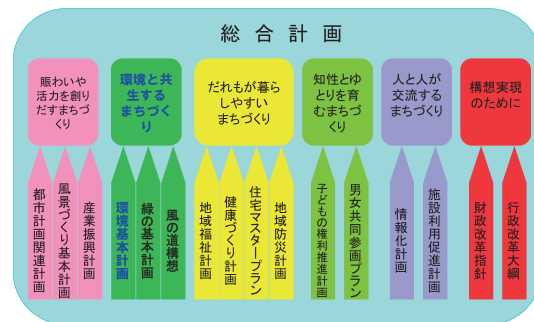 総合計画
賑わいや
活力を創り
だすまちづ
くり
環境と共
生する
まちづく
り
だれもが暮ら
しやすい
まちづくり
知性とゆ
とりを育
むまちづ
くり
人と人が
交流する
まちづくり
構想実現
のために
都市計画関連計画
風景づくり基本計画
産業振興計画
環境基本計画
緑の基本計画
風の道構想
地域福祉計画
健康づくり計画
住宅マスタープラン
地域防災計画
子どもの権利推進計画
男女共同参画プラン
情報化計画
施設利用促進計画
財政改革指針
行政改革大綱